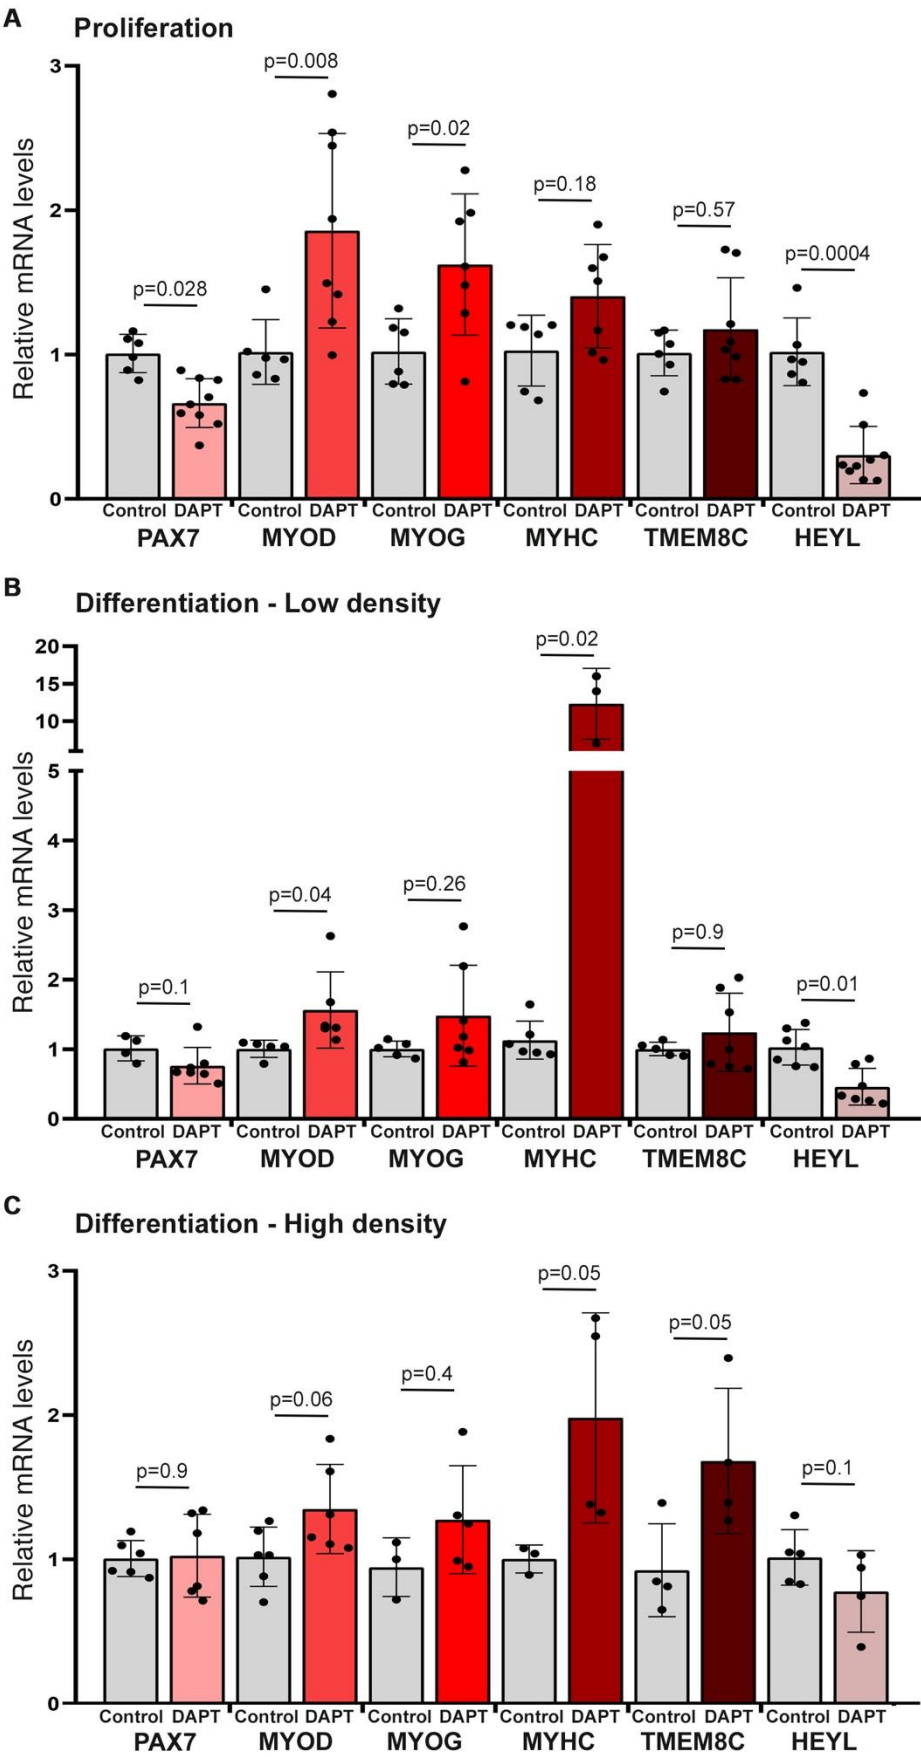 A
Proliferation
Relative mRNA levels
3
2
1
0
p=0.028
p=0.008
p=0.02
p=0.18
p=0.57
p=0.0004
Control DAPT Control DAPT Control DAPT Control DAPT Control DAPT Control DAPT
PAX7 MYOD MYOG MYHC TMEM8C HEYL
B
Differentiation - Low density
Relative mRNA levels
20
15
10
5
4
3
2
1
0
p=0.1
p=0.04
p=0.26
p=0.02
p=0.9
p=0.01
Control DAPT Control DAPT Control DAPT Control DAPT Control DAPT Control DAPT
PAX7 MYOD MYOG MYHC TMEM8C HEYL
C
Differentiation - High density
Relative mRNA levels
3
2
1
0
p=0.9
p=0.06
p=0.4
p=0.05
p=0.05
p=0.1
Control DAPT Control DAPT Control DAPT Control DAPT Control DAPT Control DAPT
PAX7 MYOD MYOG MYHC TMEM8C HEYL